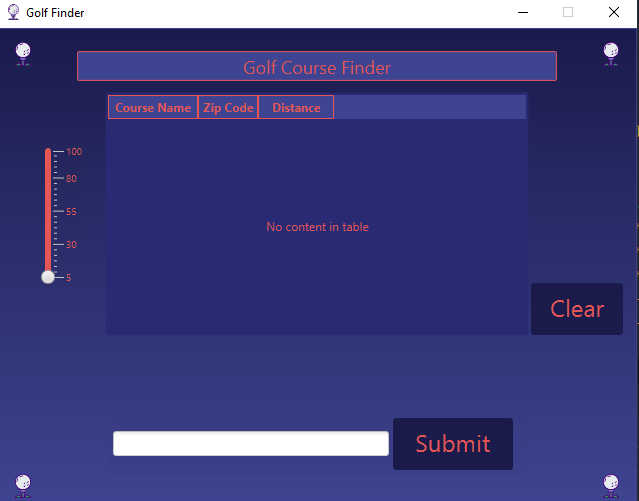 Golf Finder
Golf Course Finder
Course Name Zip Code Distance
100
80
55
30
5
No content in table
Clear
Submit